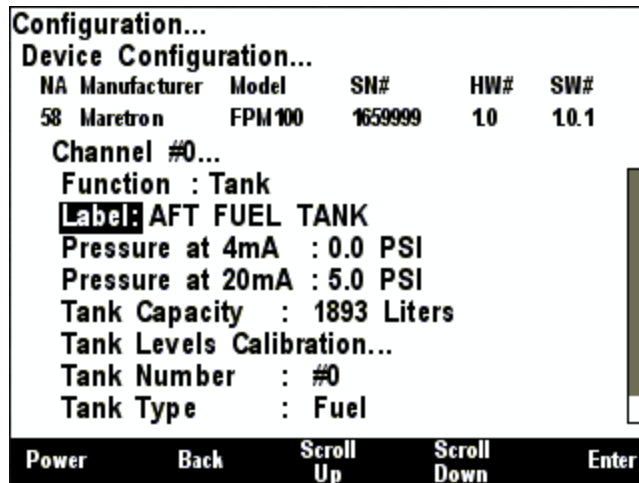 Configuration...
Device Configuration...
NA Manufacturer Model SN# HW# SW#
58 Maretron FPM100 1659999 1.0 1.0.1
Channel #0...
Function : Tank
Label: AFT FUEL TANK
Pressure at 4mA : 0.0 PSI
Pressure at 20mA : 5.0 PSI
Tank Capacity : 1893 Liters
Tank Levels Calibration...
Tank Number : #0
Tank Type : Fuel
Power Back Scroll Up Scroll Down Enter